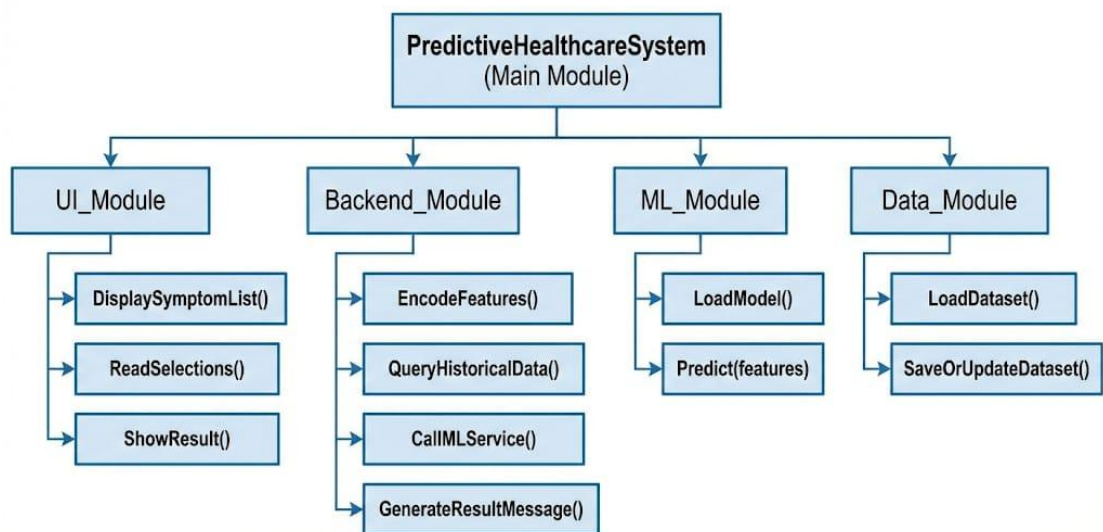 PredictiveHealthcareSystem
(Main Module)
UI_Module
Backend_Module
ML_Module
Data_Module
DisplaySymptomList()
ReadSelections()
ShowResult()
EncodeFeatures()
QueryHistoricalData()
CallMLService()
GenerateResultMessage()
LoadModel()
Predict(features)
LoadDataset()
SaveOrUpdateDataset()